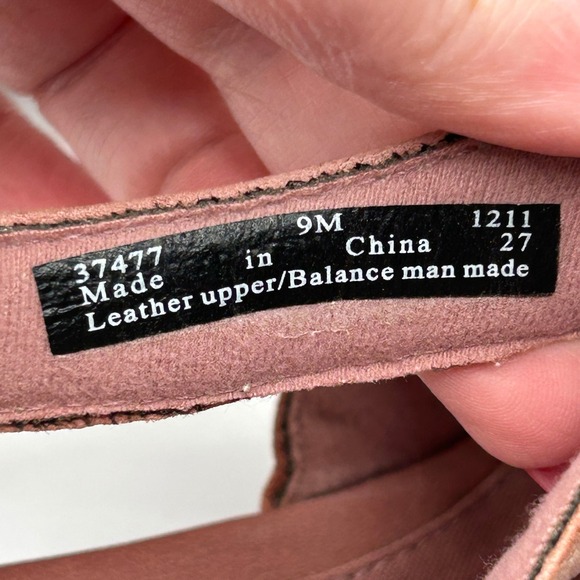 37477 9M 1211
Made in China 27
Leather upper/Balance man made